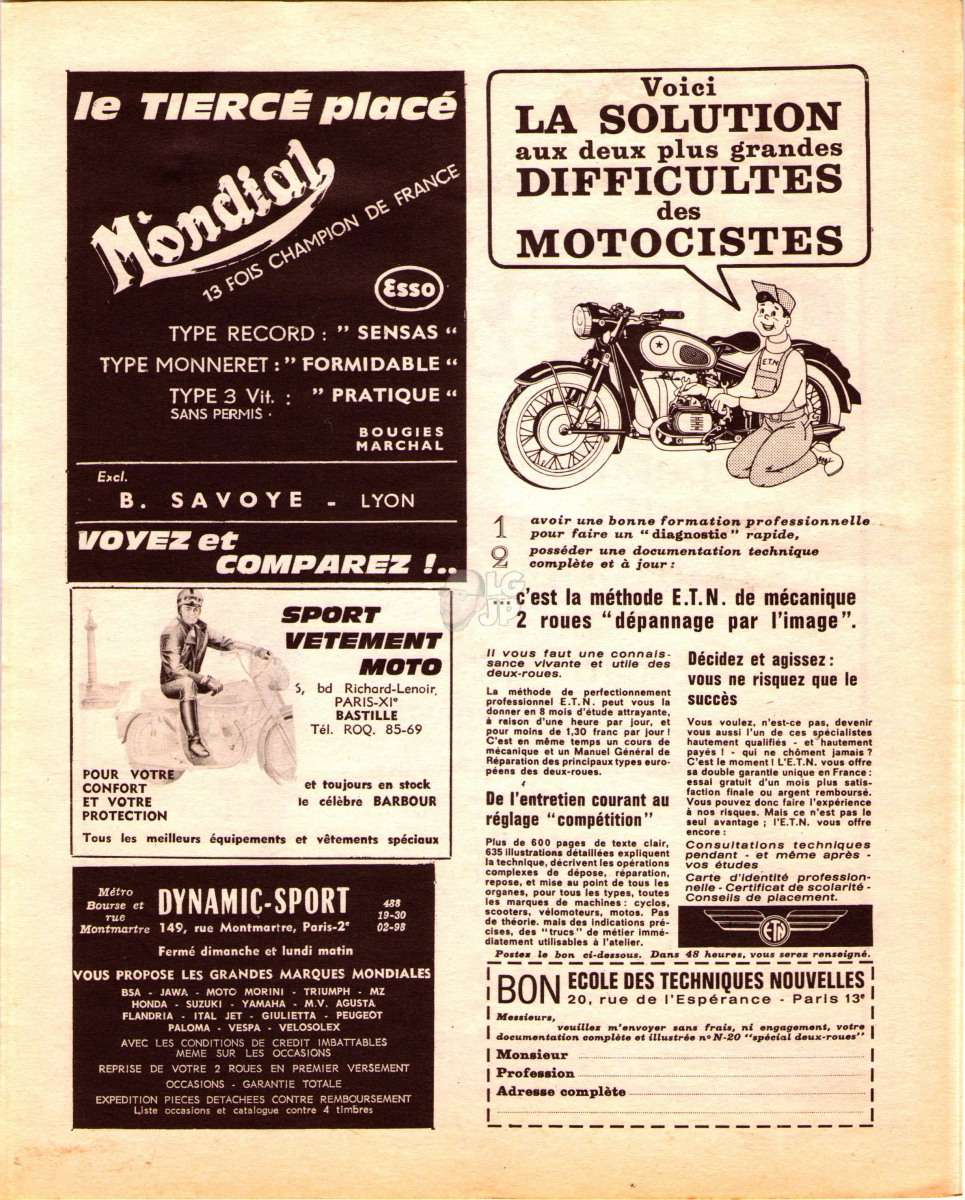 le TIERCÉ placé
Mondial
13 FOIS CHAMPION DE FRANCE
Esso
TYPE RECORD : " SENSAS "
TYPE MONNERET : " FORMIDABLE "
TYPE 3 Vit. : " PRATIQUE "
SANS PERMIS ·
BOUGIES
MARCHAL
Excl.
B. SAVOYE - LYON
VOYEZ et
COMPAREZ !..
SPORT
VETEMENT
MOTO
5, bd Richard-Lenoir,
PARIS-XIe
BASTILLE
Tél. ROQ. 85-69
POUR VOTRE
CONFORT
ET VOTRE
PROTECTION
et toujours en stock
le célèbre BARBOUR
Tous les meilleurs équipements et vêtements spéciaux
Métro
Bourse et
rue
Montmartre
DYNAMIC-SPORT
149, rue Montmartre, Paris-2e
488
19-30
02-98
Fermé dimanche et lundi matin
VOUS PROPOSE LES GRANDES MARQUES MONDIALES
BSA - JAWA - MOTO MORINI - TRIUMPH - MZ
HONDA - SUZUKI - YAMAHA - M.V. AGUSTA
FLANDRIA - ITAL JET - GIULIETTA - PEUGEOT
PALOMA - VESPA - VELOSOLEX
AVEC LES CONDITIONS DE CREDIT IMBATTABLES
MEME SUR LES OCCASIONS
REPRISE DE VOTRE 2 ROUES EN PREMIER VERSEMENT
OCCASIONS - GARANTIE TOTALE
EXPEDITION PIECES DETACHEES CONTRE REMBOURSEMENT
Liste occasions et catalogue contre 4 timbres
Voici
LA SOLUTION
aux deux plus grandes
DIFFICULTES
des
MOTOCISTES
E.T.N
1 avoir une bonne formation professionnelle
pour faire un "diagnostic" rapide,
2 posséder une documentation technique
complète et à jour :
LG
JP
... c'est la méthode E.T.N. de mécanique
2 roues "dépannage par l'image".
Il vous faut une connais-
sance vivante et utile des
deux-roues.
La méthode de perfectionnement
professionnel E.T.N. peut vous la
donner en 8 mois d'étude attrayante,
à raison d'une heure par jour, et
pour moins de 1,30 franc par jour !
C'est en même temps un cours de
mécanique et un Manuel Général de
Réparation des principaux types euro-
péens des deux-roues.
De l'entretien courant au
réglage "compétition"
Plus de 600 pages de texte clair,
635 illustrations détaillées expliquent
la technique, décrivent les opérations
complexes de dépose, réparation,
repose, et mise au point de tous les
organes, pour tous les types, toutes
les marques de machines : cyclos,
scooters, vélomoteurs, motos. Pas
de théorie, mais des indications pré-
cises, des "trucs" de métier immé-
diatement utilisables à l'atelier.
Décidez et agissez :
vous ne risquez que le
succès
Vous voulez, n'est-ce pas, devenir
vous aussi l'un de ces spécialistes
hautement qualifiés - et hautement
payés ! - qui ne chôment jamais ?
C'est le moment ! L'E.T.N. vous offre
sa double garantie unique en France :
essai gratuit d'un mois plus satis-
faction finale ou argent remboursé.
Vous pouvez donc faire l'expérience
à nos risques. Mais ce n'est pas le
seul avantage ; l'E.T.N. vous offre
encore :
Consultations techniques
pendant - et même après -
vos études
Carte d'identité profession-
nelle - Certificat de scolarité -
Conseils de placement.
ETN
Postez le bon ci-dessous. Dans 48 heures, vous serez renseigné.
BON ECOLE DES TECHNIQUES NOUVELLES
20, rue de l'Espérance - Paris 13e
Messieurs,
veuillez m'envoyer sans frais, ni engagement, votre
documentation complète et illustrée no N-20 "spécial deux-roues"
Monsieur
Profession
Adresse complète